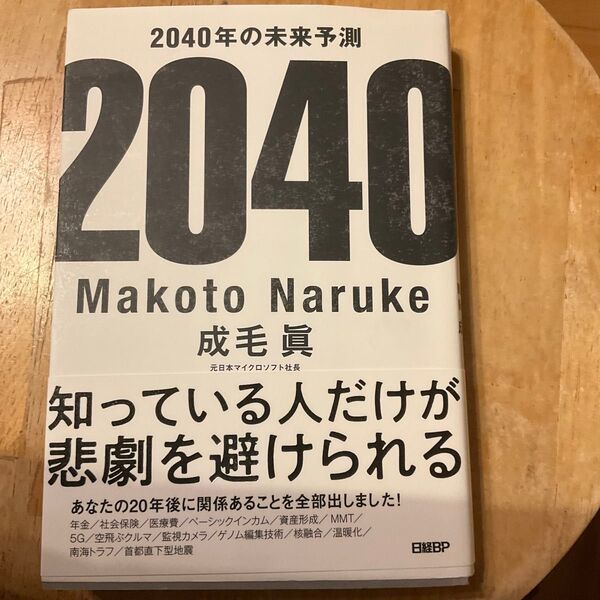 2040年の未来予測
2040
Makoto Naruke
成毛 眞
元日本マイクロソフト社長
知っている人だけが
悲劇を避けられる
あなたの20年後に関係あることを全部出しました!
年金/社会保険/医療費/ベーシックインカム/資産形成/MMT/
5G/空飛ぶクルマ/監視カメラ/ゲノム編集技術/核融合/温暖化/
南海トラフ/首都直下型地震
日経BP